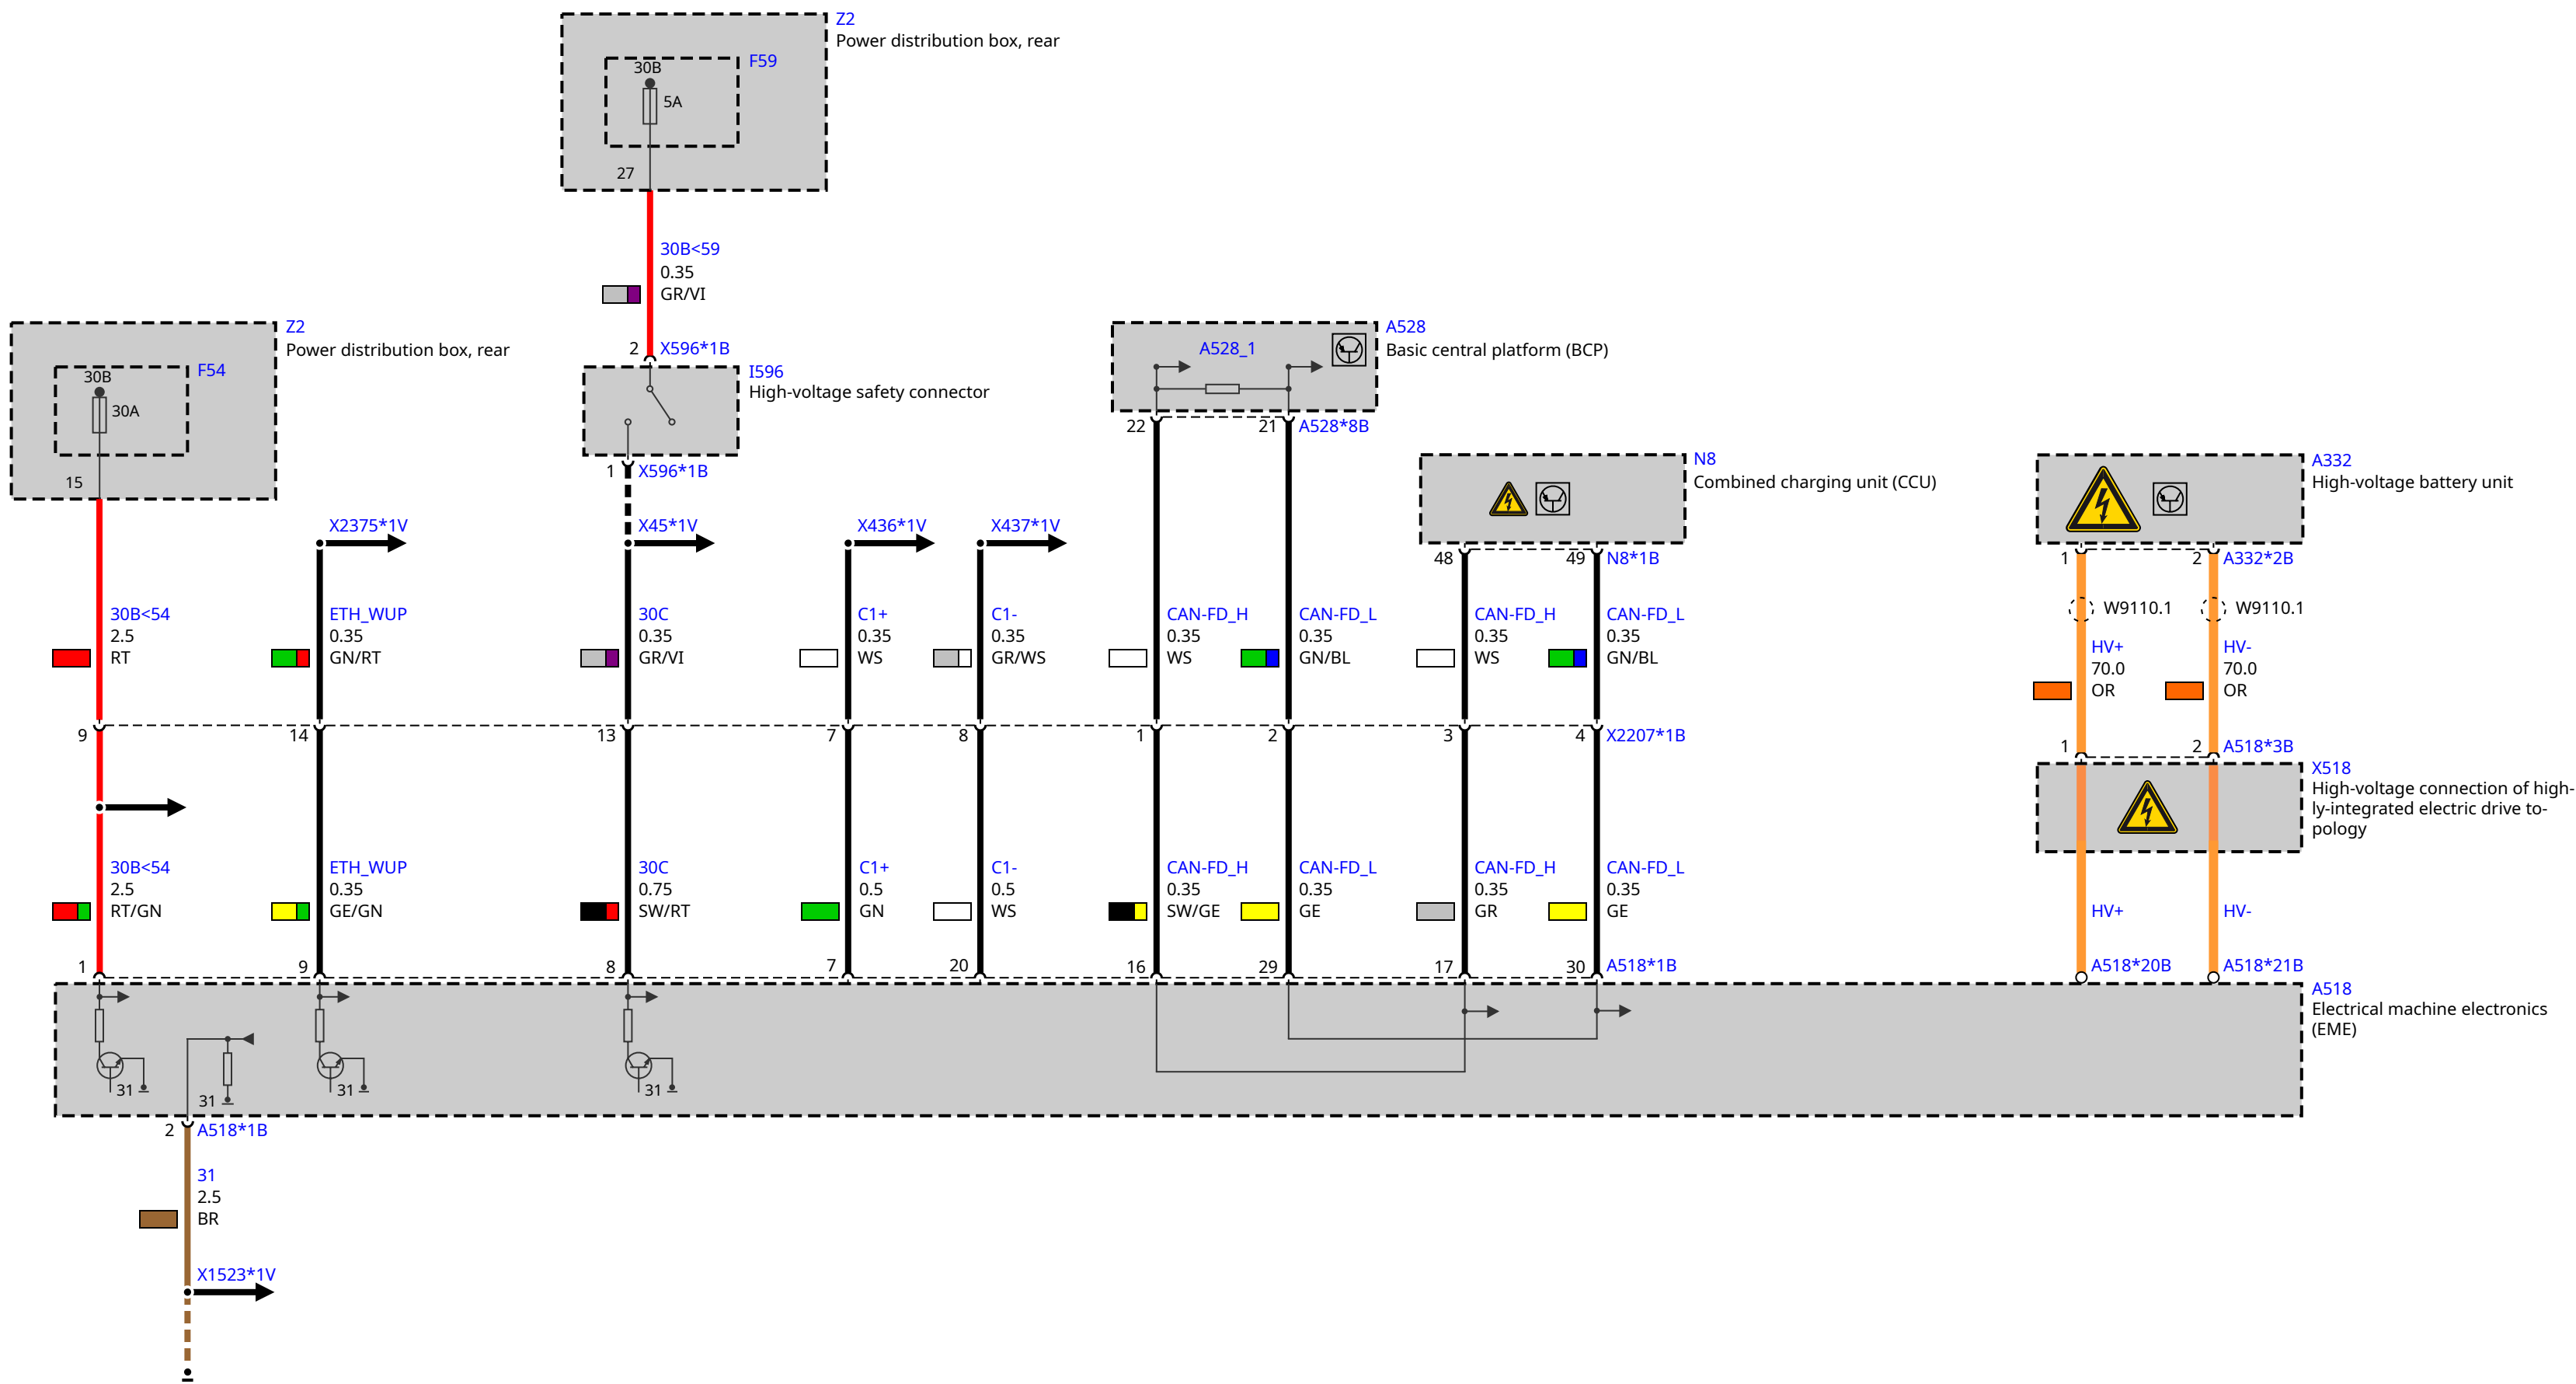 Z2
Power distribution box, rear
F59
30B
5A
27
30B<59
0.35
GR/VI
2
X596*1B
I596
High-voltage safety connector
1
X596*1B
Z2
Power distribution box, rear
F54
30B
30A
15
A528
Basic central platform (BCP)
A528_1
22
21
A528*8B
N8
Combined charging unit (CCU)
48
49
N8*1B
A332
High-voltage battery unit
1
2
A332*2B
W9110.1
W9110.1
X2375*1V
X45*1V
X436*1V
X437*1V
30B<54
2.5
RT
ETH_WUP
0.35
GN/RT
30C
0.35
GR/VI
C1+
0.35
WS
C1-
0.35
GR/WS
CAN-FD_H
0.35
WS
CAN-FD_L
0.35
GN/BL
CAN-FD_H
0.35
WS
CAN-FD_L
0.35
GN/BL
HV+
70.0
OR
HV-
70.0
OR
9
14
13
7
8
1
2
3
4
X2207*1B
1
2
A518*3B
X518
High-voltage connection of high-
ly-integrated electric drive to-
pology
30B<54
2.5
RT/GN
ETH_WUP
0.35
GE/GN
30C
0.75
SW/RT
C1+
0.5
GN
C1-
0.5
WS
CAN-FD_H
0.35
SW/GE
CAN-FD_L
0.35
GE
CAN-FD_H
0.35
GR
CAN-FD_L
0.35
GE
HV+
HV-
1
9
8
7
20
16
29
17
30
A518*1B
A518*20B
A518*21B
A518
Electrical machine electronics
(EME)
31
31
31
31
2
A518*1B
31
2.5
BR
X1523*1V